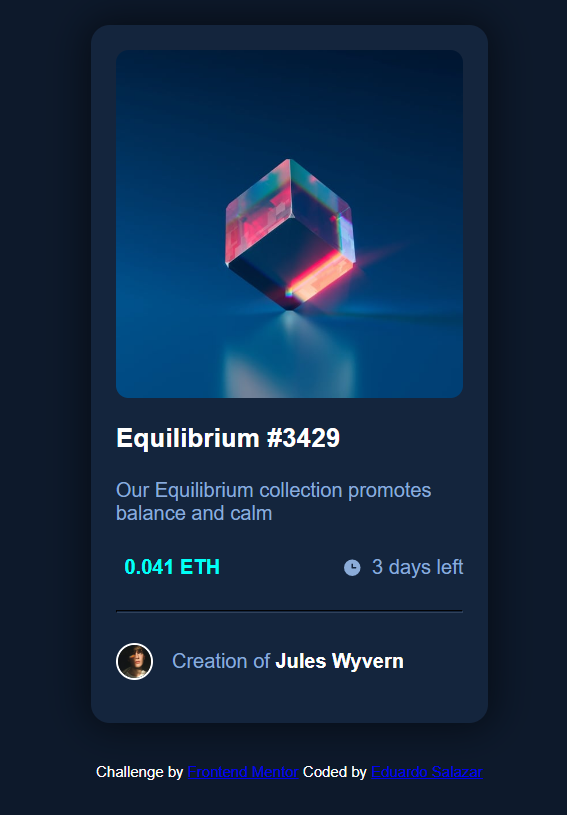 Equilibrium #3429
Our Equilibrium collection promotes
balance and calm
0.041 ETH
3 days left
Creation of Jules Wyvern
Challenge by Frontend Mentor Coded by Eduardo Salazar